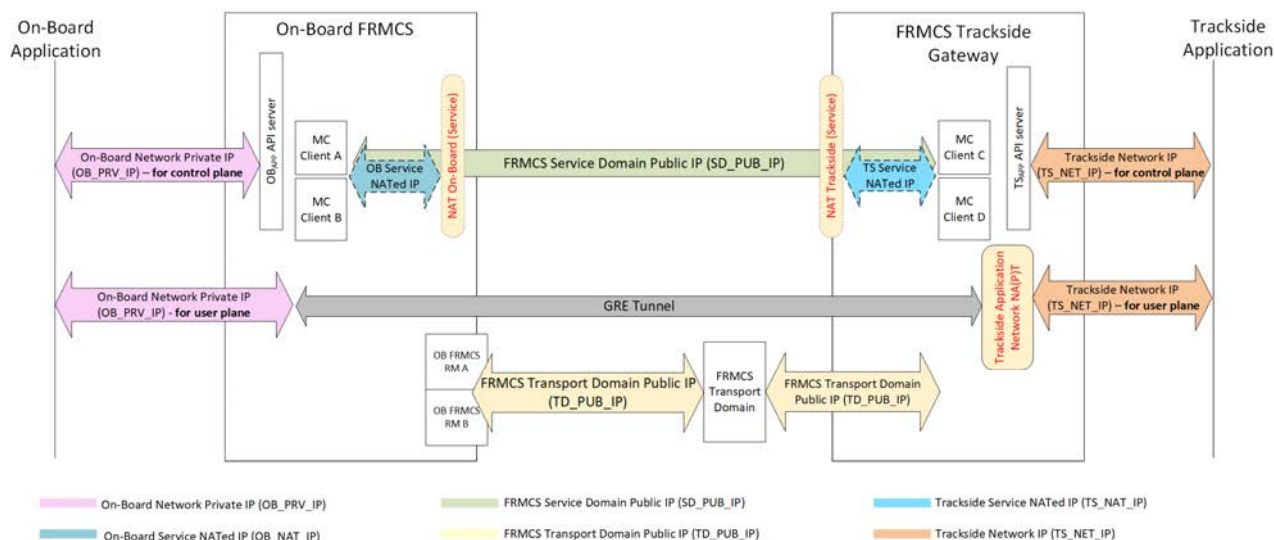 On-Board
Application
On-Board FRMCS
FRMCS Trackside
Gateway
Trackside
Application
OBAPP API server
MC
Client A
MC
Client B
NAT On-Board (Service)
NAT Trackside (Service)
MC
Client C
MC
Client D
TSAPP API server
On-Board Network Private IP
(OB_PRV_IP) – for control plane
OB Service
NATed IP
FRMCS Service Domain Public IP (SD_PUB_IP)
TS Service
NATed IP
Trackside Network IP
(TS_NET_IP) – for control plane
On-Board Network Private IP
(OB_PRV_IP) - for user plane
GRE Tunnel
Trackside Application
Network NA(P)T
Trackside Network IP
(TS_NET_IP) – for user plane
OB FRMCS
RM A
OB FRMCS
RM B
FRMCS Transport Domain Public IP
(TD_PUB_IP)
FRMCS
Transport
Domain
FRMCS Transport Domain
Public IP (TD_PUB_IP)
On-Board Network Private IP (OB_PRV_IP)
FRMCS Service Domain Public IP (SD_PUB_IP)
Trackside Service NATed IP (TS_NAT_IP)
On-Board Service NATed IP (OB_NAT_IP)
FRMCS Transport Domain Public IP (TD_PUB_IP)
Trackside Network IP (TS_NET_IP)